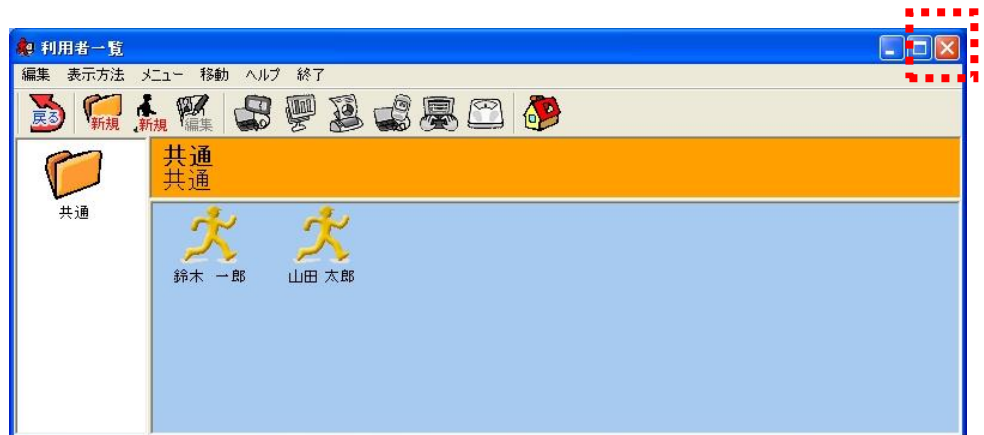 利用者一覧
編集 表示方法 メニュー 移動 ヘルプ 終了
戻る 新規 新規 編集
共通
共通
共通
鈴木 一郎 山田 太郎